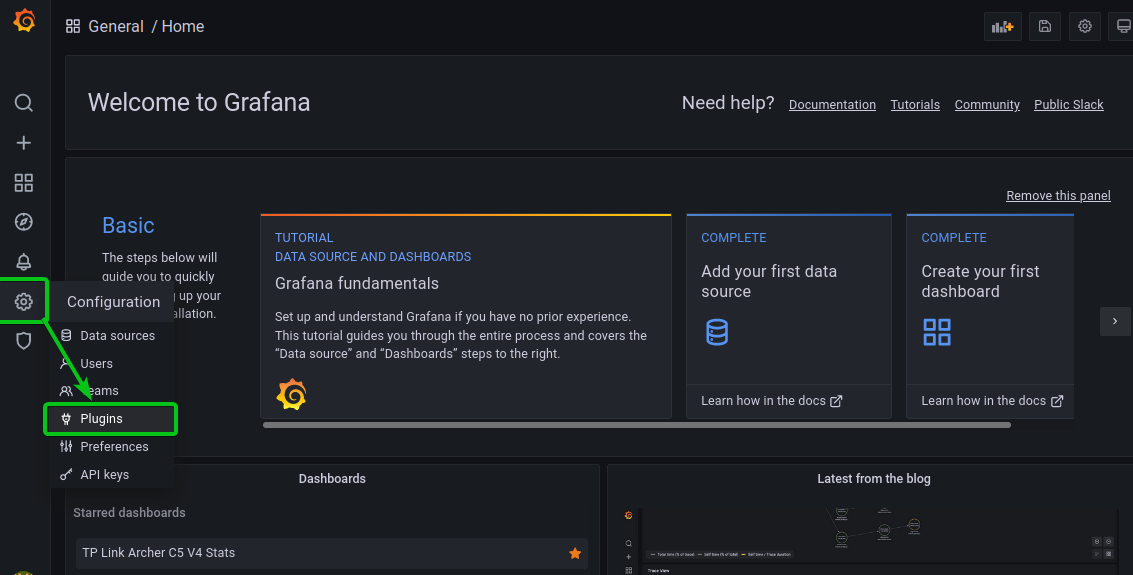 General / Home
Welcome to Grafana
Need help?
Documentation
Tutorials
Community
Public Slack
Remove this panel
Basic
The steps below will
guide you to quickly
up your
TUTORIAL
DATA SOURCE AND DASHBOARDS
Grafana fundamentals
Set up and understand Grafana if you have no prior experience.
This tutorial guides you through the entire process and covers the
“Data source” and “Dashboards” steps to the right.
COMPLETE
Add your first data
source
Learn how in the docs
COMPLETE
Create your first
dashboard
Learn how in the docs
Configuration
Data sources
Users
Plugins
Preferences
API keys
Dashboards
Starred dashboards
TP Link Archer C5 V4 Stats
Latest from the blog
Trace View